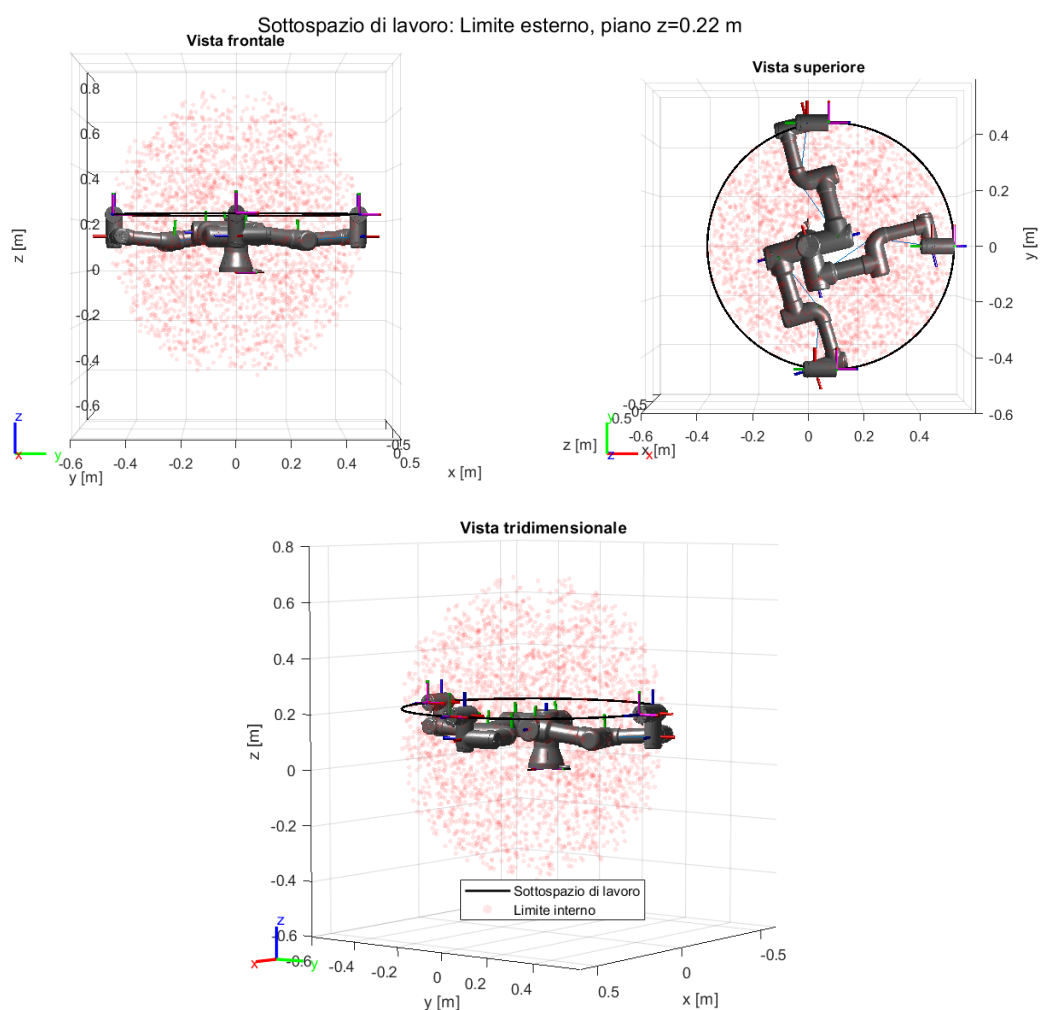 Sottospazio di lavoro: Limite esterno, piano z=0.22 m
Vista frontale
0.8
0.6
0.4
0.2
0
-0.2
-0.4
-0.6
z [m]
-0.6
-0.4
-0.2
0
0.2
0.4
-0.5
0.5
y [m]
x [m]
z
x
y
Vista superiore
0.4
0.2
0
-0.2
-0.4
-0.6
y [m]
-0.5
0.5
-0.6
-0.4
-0.2
0
0.2
0.4
z [m]
x [m]
y
z
x
Vista tridimensionale
0.8
0.6
0.4
0.2
0
-0.2
-0.4
-0.6
z [m]
Sottospazio di lavoro
Limite interno
z
x
y
-0.6
-0.4
-0.2
0
0.2
0.4
y [m]
0.5
0
-0.5
x [m]